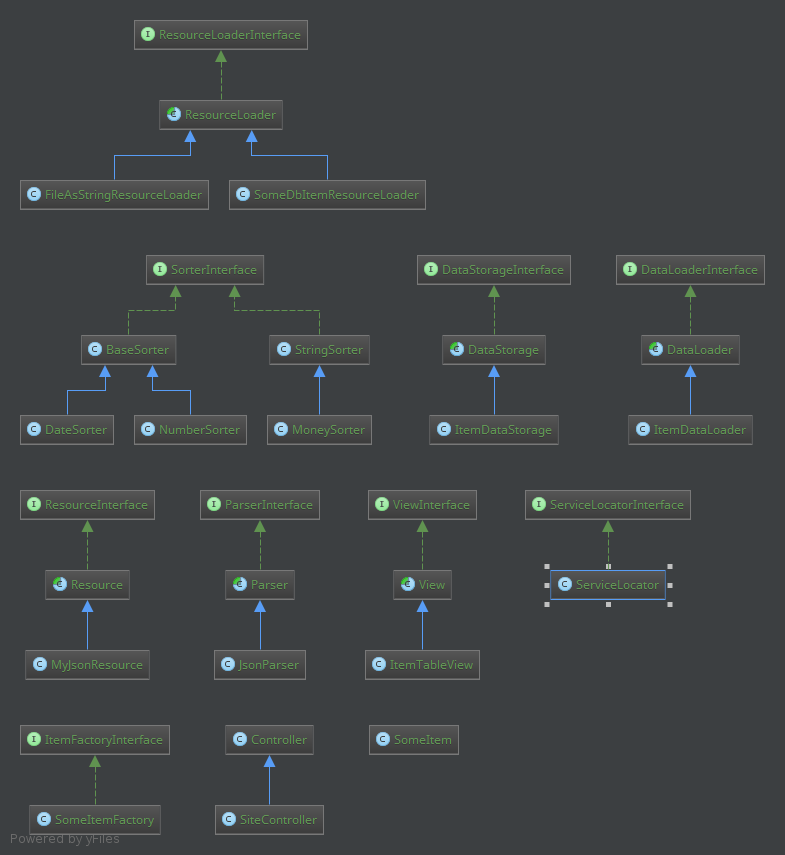 I ResourceLoaderInterface
C ResourceLoader
C FileAsStringResourceLoader
C SomeDbItemResourceLoader
I SorterInterface
I DataStorageInterface
I DataLoaderInterface
C BaseSorter
C StringSorter
C DataStorage
C DataLoader
C DateSorter
C NumberSorter
C MoneySorter
C ItemDataStorage
C ItemDataLoader
I ResourceInterface
I ParserInterface
I ViewInterface
I ServiceLocatorInterface
C Resource
C Parser
C View
C ServiceLocator
C MyJsonResource
C JsonParser
C ItemTableView
I ItemFactoryInterface
C Controller
C SomeItem
C SomeItemFactory
C SiteController
Powered by yFiles